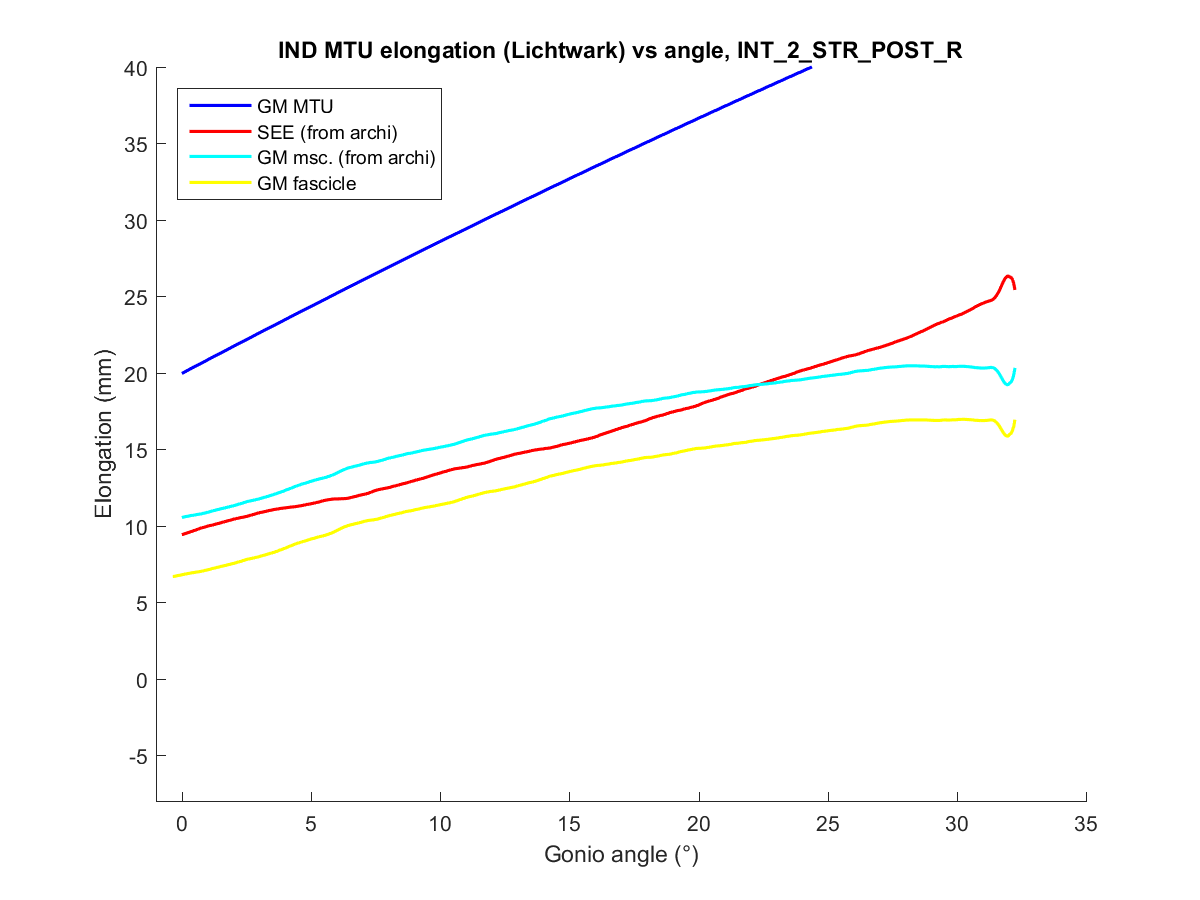 IND MTU elongation (Lichtwark) vs angle, INT_2_STR_POST_R
40
35
30
25
20
15
10
5
0
-5
Elongation (mm)
GM MTU
SEE (from archi)
GM msc. (from archi)
GM fascicle
0 5 10 15 20 25 30 35
Gonio angle (°)